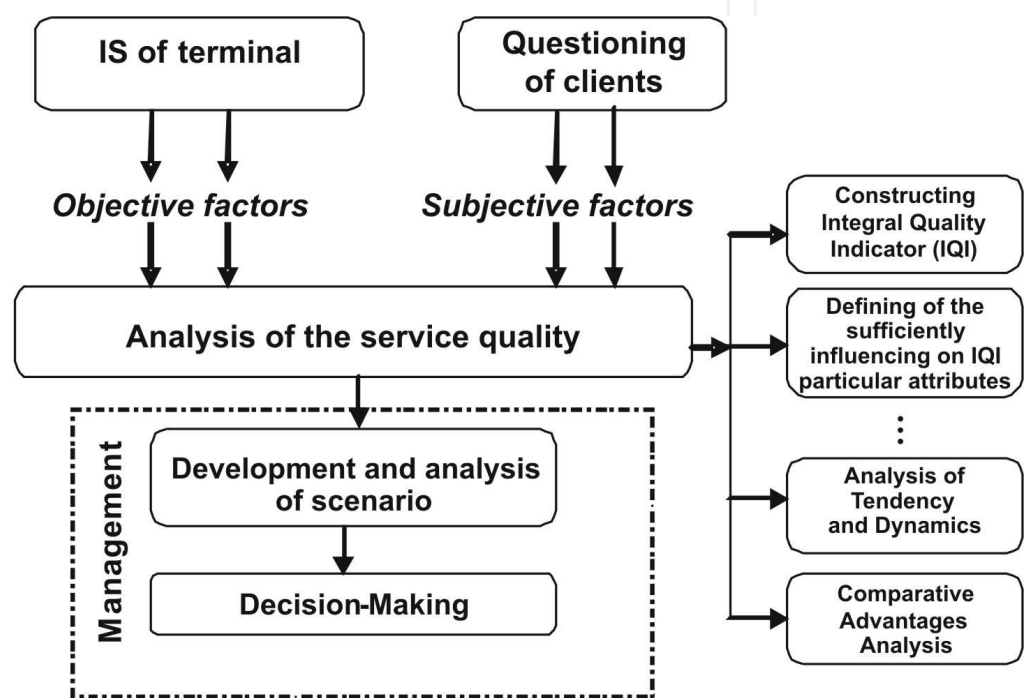 IS of terminal
Questioning
of clients
Objective factors
Subjective factors
Analysis of the service quality
Management
Development and analysis
of scenario
Decision-Making
Constructing
Integral Quality
Indicator (IQI)
Defining of the
sufficiently
influencing on IQI
particular attributes
⋮
Analysis of
Tendency
and Dynamics
Comparative
Advantages
Analysis